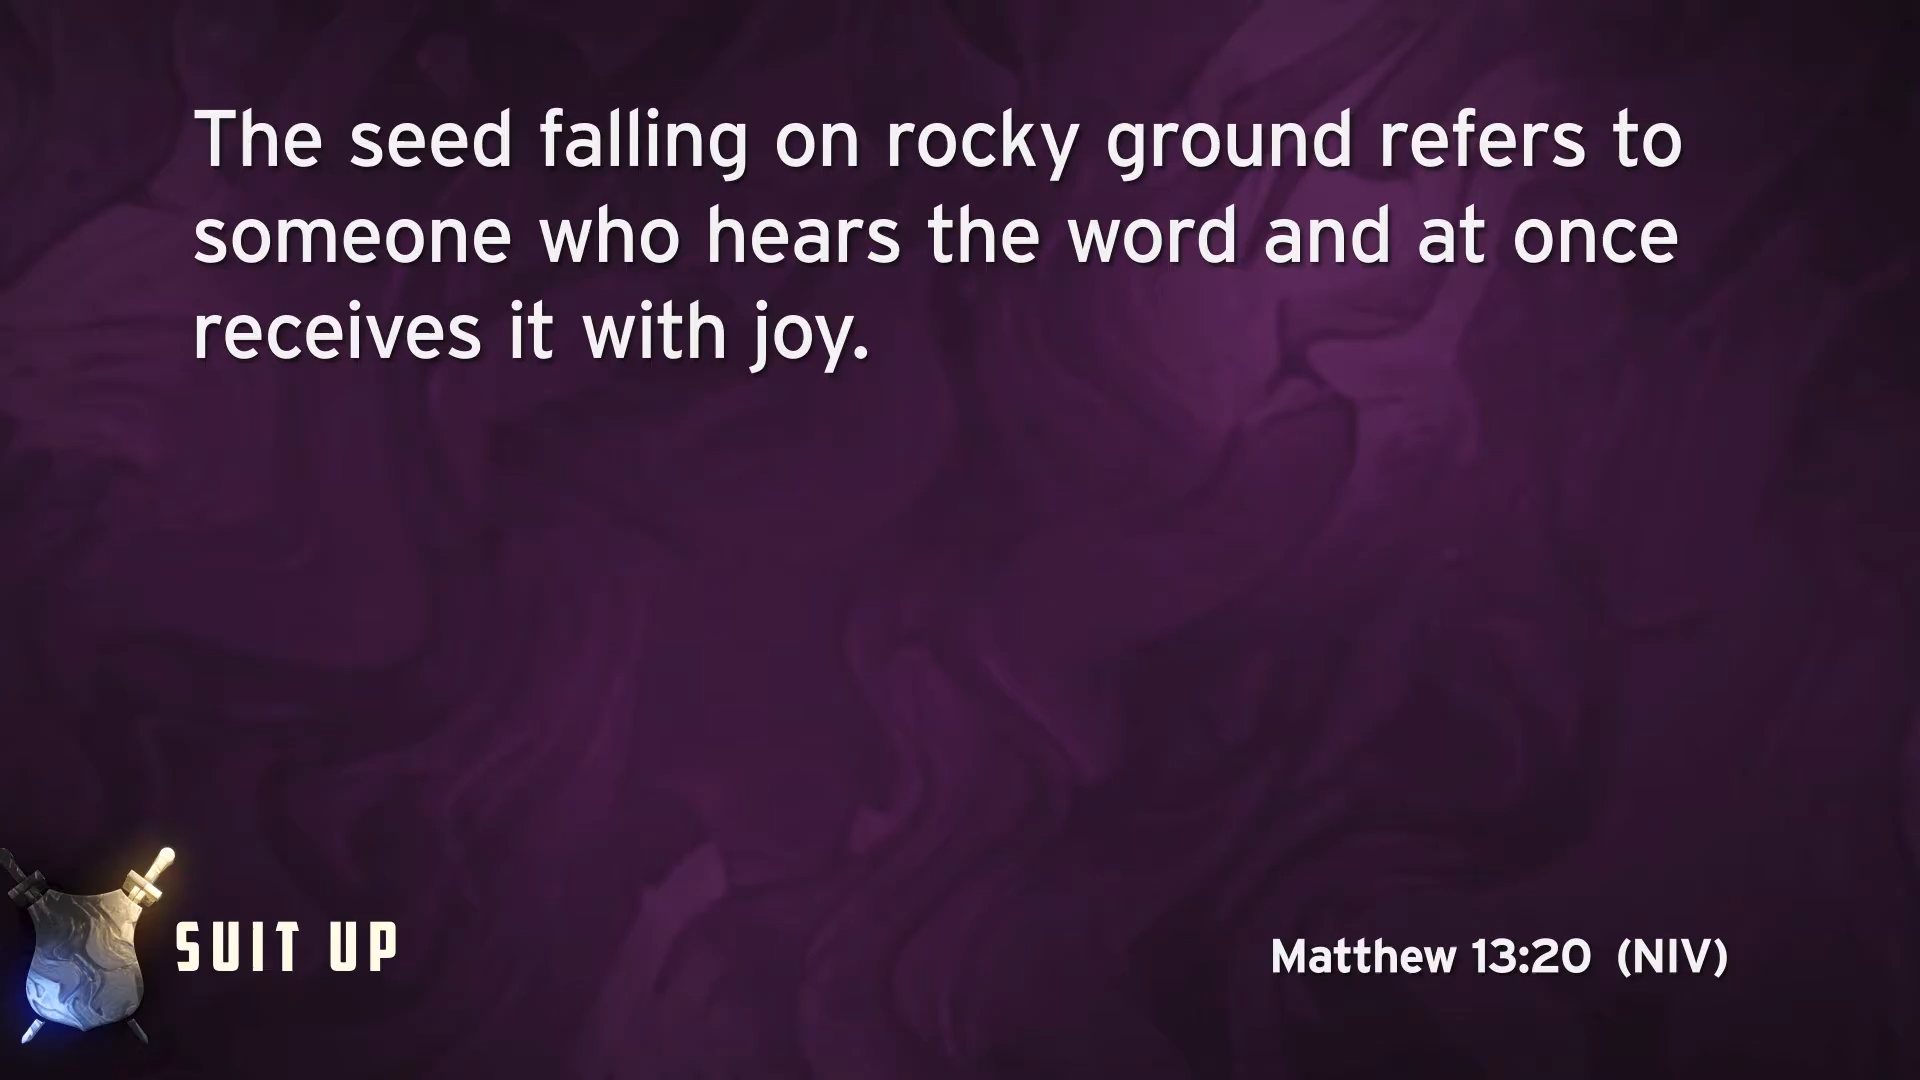 The seed falling on rocky ground refers to
someone who hears the word and at once
receives it with joy.
SUIT UP
Matthew 13:20 (NIV)